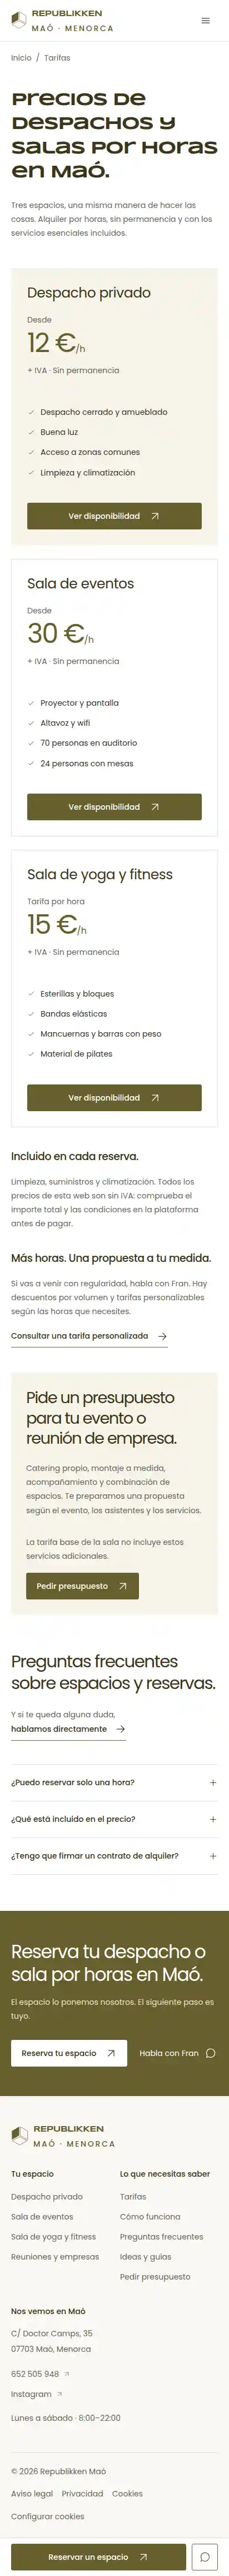 REPUBLIKKEN
MAÓ · MENORCA
Inicio / Tarifas
Precios de
despachos y
salas por horas
en Maó.
Tres espacios, una misma manera de hacer las
cosas. Alquiler por horas, sin permanencia y con los
servicios esenciales incluidos.
Despacho privado
Desde
12 €/h
+ IVA · Sin permanencia
Despacho cerrado y amueblado
Buena luz
Acceso a zonas comunes
Limpieza y climatización
Ver disponibilidad
Sala de eventos
Desde
30 €/h
+ IVA · Sin permanencia
Proyector y pantalla
Altavoz y wifi
70 personas en auditorio
24 personas con mesas
Ver disponibilidad
Sala de yoga y fitness
Tarifa por hora
15 €/h
+ IVA · Sin permanencia
Esterillas y bloques
Bandas elásticas
Mancuernas y barras con peso
Material de pilates
Ver disponibilidad
Incluido en cada reserva.
Limpieza, suministros y climatización. Todos los
precios de esta web son sin IVA: comprueba el
importe total y las condiciones en la plataforma
antes de pagar.
Más horas. Una propuesta a tu medida.
Si vas a venir con regularidad, habla con Fran. Hay
descuentos por volumen y tarifas personalizables
según las horas que necesites.
Consultar una tarifa personalizada
Pide un presupuesto
para tu evento o
reunión de empresa.
Catering propio, montaje a medida,
acompañamiento y combinación de
espacios. Te preparamos una propuesta
según el evento, los asistentes y los servicios.
La tarifa base de la sala no incluye estos
servicios adicionales.
Pedir presupuesto
Preguntas frecuentes
sobre espacios y reservas.
Y si te queda alguna duda,
hablamos directamente
¿Puedo reservar solo una hora?
¿Qué está incluido en el precio?
¿Tengo que firmar un contrato de alquiler?
Reserva tu despacho o
sala por horas en Maó.
El espacio lo ponemos nosotros. El siguiente paso es
tuyo.
Reserva tu espacio
Habla con Fran
REPUBLIKKEN
MAÓ · MENORCA
Tu espacio
Despacho privado
Sala de eventos
Sala de yoga y fitness
Reuniones y empresas
Lo que necesitas saber
Tarifas
Cómo funciona
Preguntas frecuentes
Ideas y guías
Pedir presupuesto
Nos vemos en Maó
C/ Doctor Camps, 35
07703 Maó, Menorca
652 505 948
Instagram
Lunes a sábado · 8:00–22:00
© 2026 Republikken Maó
Aviso legal Privacidad Cookies
Configurar cookies
Reservar un espacio